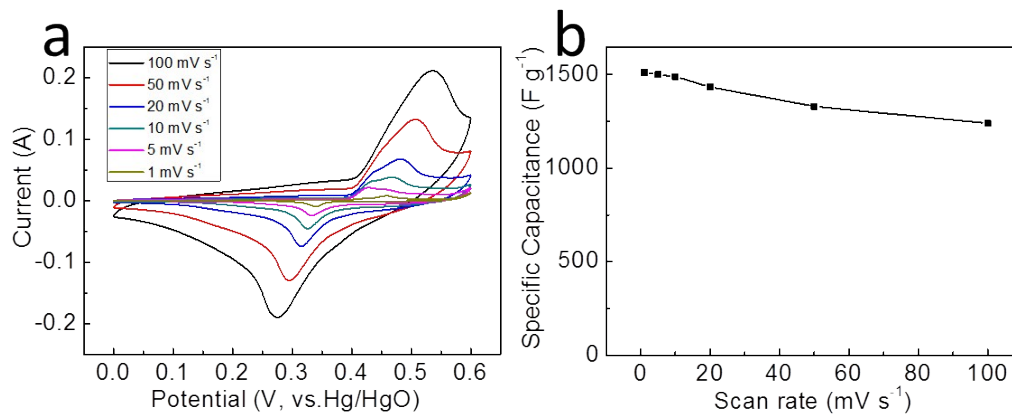 a
Current (A)
0.2
0.1
0.0
-0.1
-0.2
100 mV s⁻¹
50 mV s⁻¹
20 mV s⁻¹
10 mV s⁻¹
5 mV s⁻¹
1 mV s⁻¹
0.0 0.1 0.2 0.3 0.4 0.5 0.6
Potential (V, vs.Hg/HgO)
b
Specific Capacitance (F g⁻¹)
1500
1000
500
0
0 20 40 60 80 100
Scan rate (mV s⁻¹)